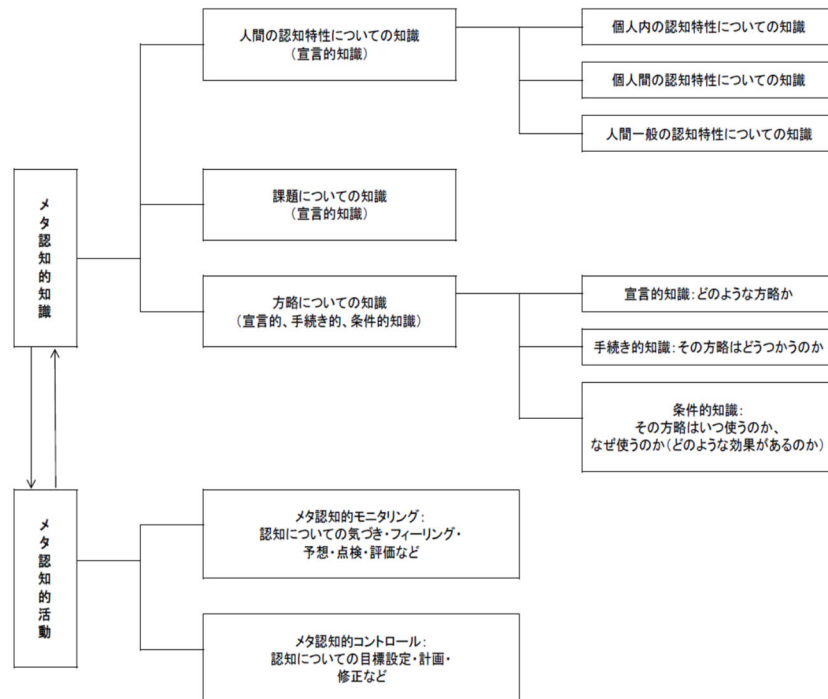 人間の認知特性についての知識
（宣言的知識）
個人内の認知特性についての知識
個人間の認知特性についての知識
人間一般の認知特性についての知識
メタ認知的知識
課題についての知識
（宣言的知識）
方略についての知識
（宣言的、手続き的、条件的知識）
宣言的知識：どのような方略か
手続き的知識：その方略はどうつかうのか
条件的知識：
その方略はいつ使うのか、
なぜ使うのか（どのような効果があるのか）
メタ認知的活動
メタ認知的モニタリング：
認知についての気づき・フィーリング・
予想・点検・評価など
メタ認知的コントロール：
認知についての目標設定・計画・
修正など